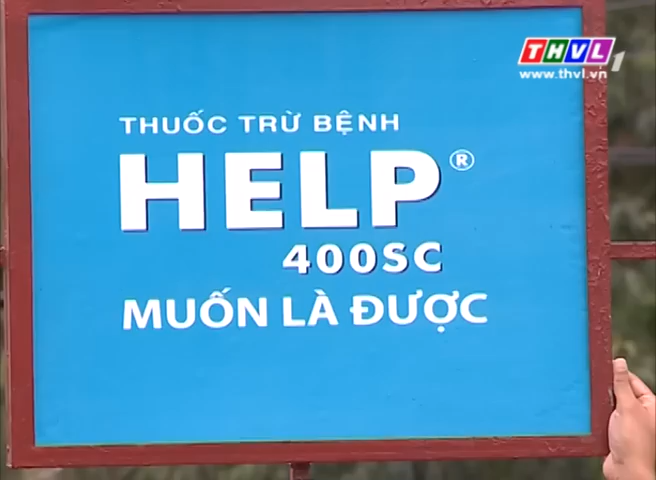 THVL1
www.thvl.vn
THUỐC TRỪ BỆNH
HELP®
400SC
MUỐN LÀ ĐƯỢC